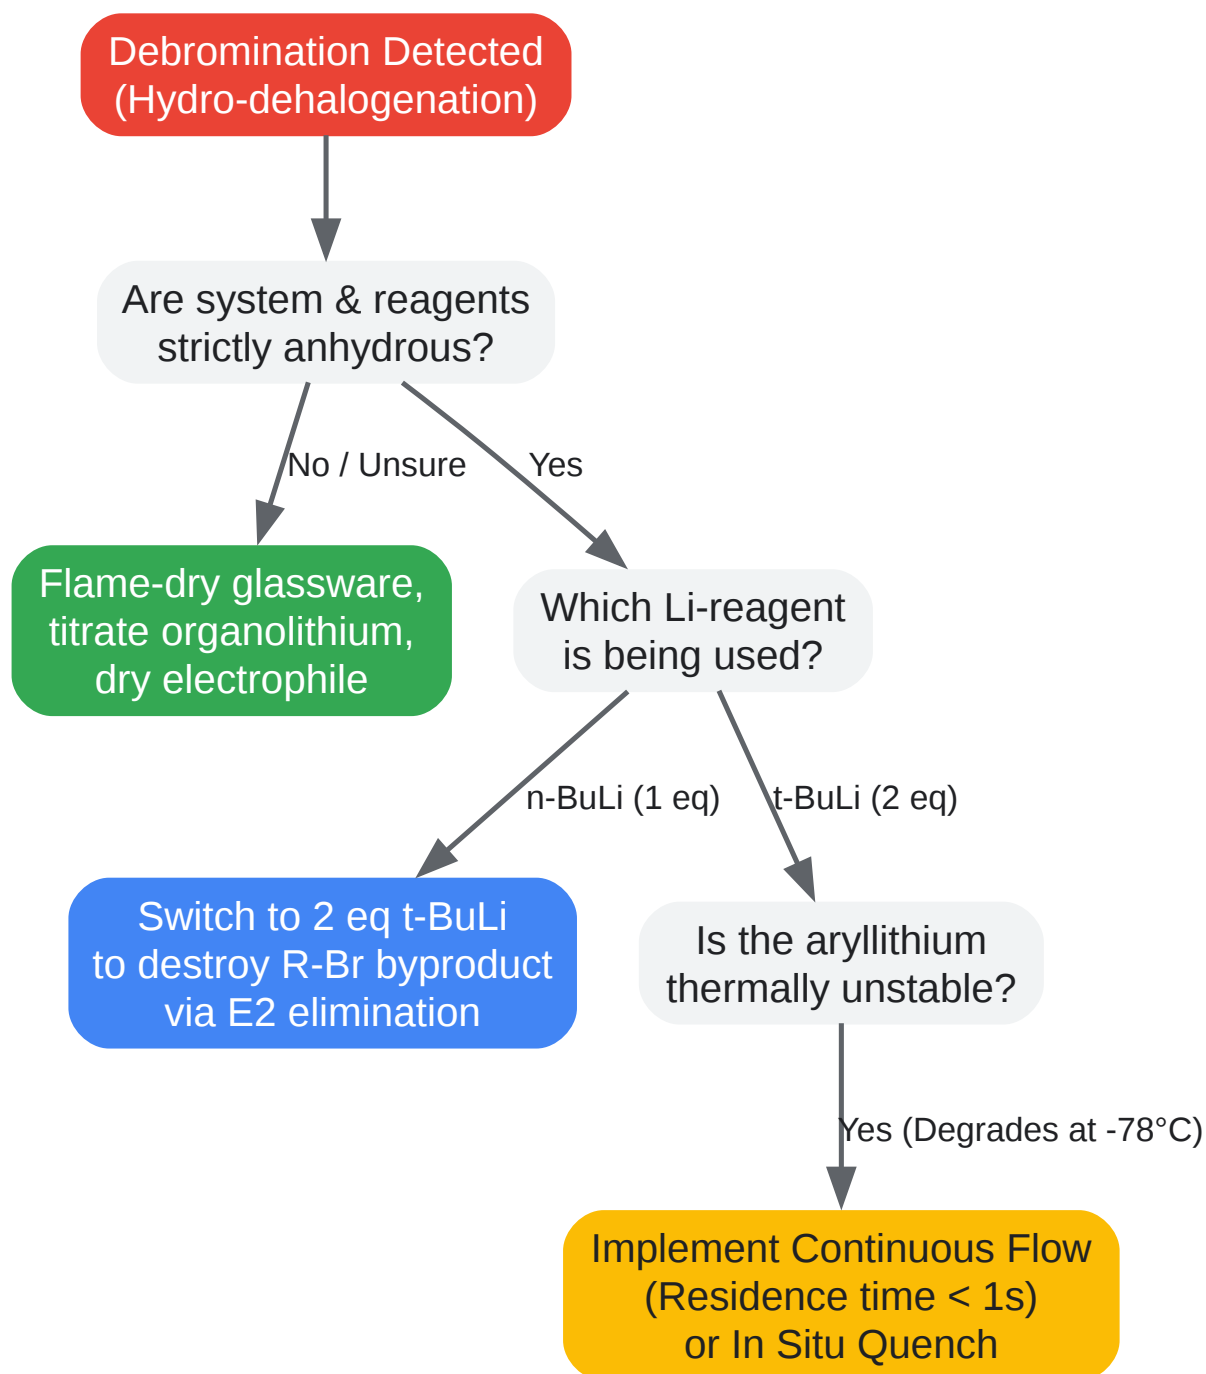 Debromination Detected
(Hydro-dehalogenation)
Are system & reagents
strictly anhydrous?
No / Unsure
Yes
Flame-dry glassware,
titrate organolithium,
dry electrophile
Which Li-reagent
is being used?
n-BuLi (1 eq)
t-BuLi (2 eq)
Switch to 2 eq t-BuLi
to destroy R-Br byproduct
via E2 elimination
Is the aryllithium
thermally unstable?
Yes (Degrades at -78°C)
Implement Continuous Flow
(Residence time < 1s)
or In Situ Quench